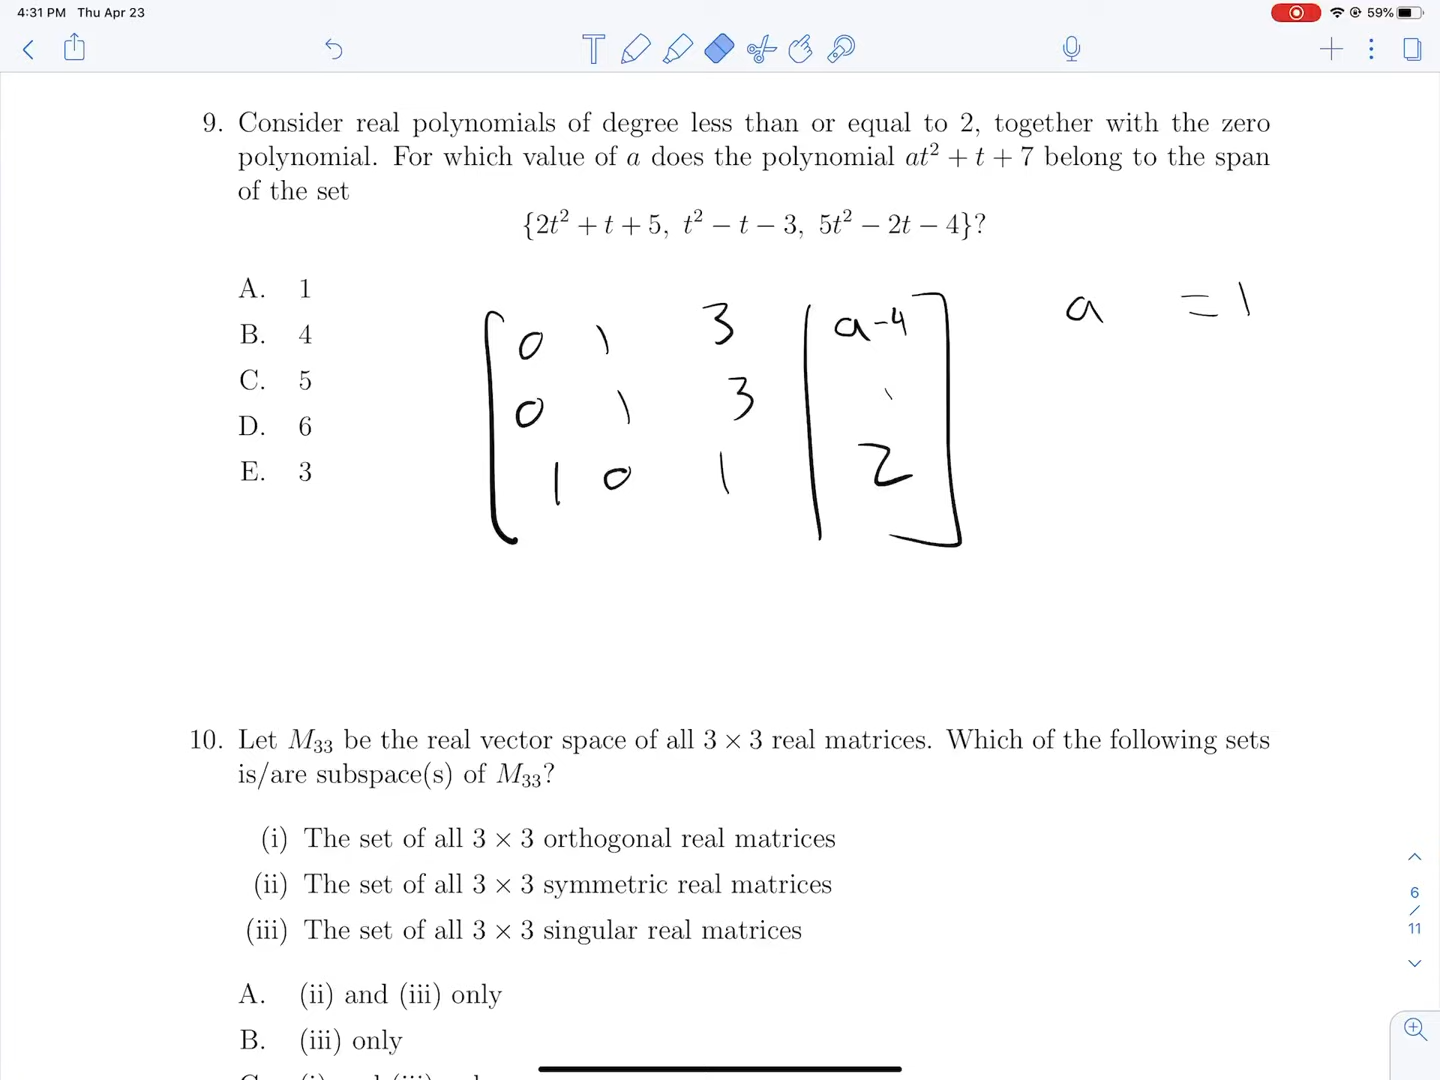 4:31 PM Thu Apr 23
59%
9. Consider real polynomials of degree less than or equal to 2, together with the zero
polynomial. For which value of a does the polynomial at² + t + 7 belong to the span
of the set
{2t² + t + 5, t² − t − 3, 5t² − 2t − 4}?
A. 1
B. 4
C. 5
D. 6
E. 3
0 1 3 a-4
0 1 3
1 0 1 2
a = 1
10. Let M₃₃ be the real vector space of all 3 × 3 real matrices. Which of the following sets
is/are subspace(s) of M₃₃?
(i) The set of all 3 × 3 orthogonal real matrices
(ii) The set of all 3 × 3 symmetric real matrices
(iii) The set of all 3 × 3 singular real matrices
A. (ii) and (iii) only
B. (iii) only
6
/
11